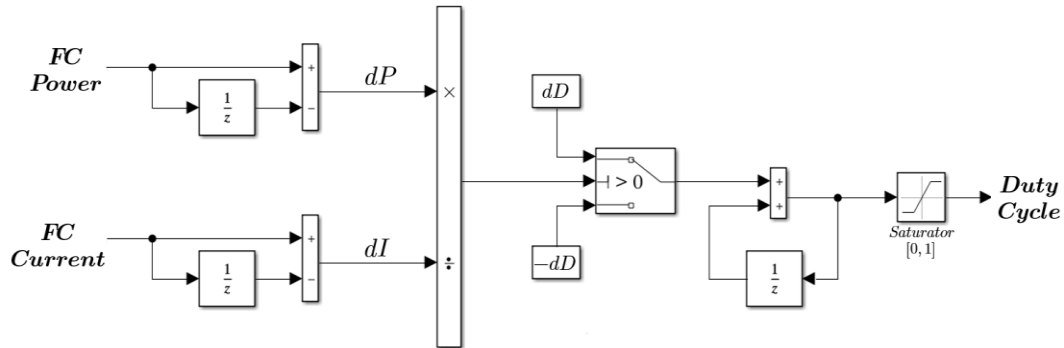 FC
Power
1
z
+
−
dP
×
FC
Current
1
z
+
−
dI
÷
dD
> 0
−dD
+
+
1
z
Saturator
[0, 1]
Duty
Cycle